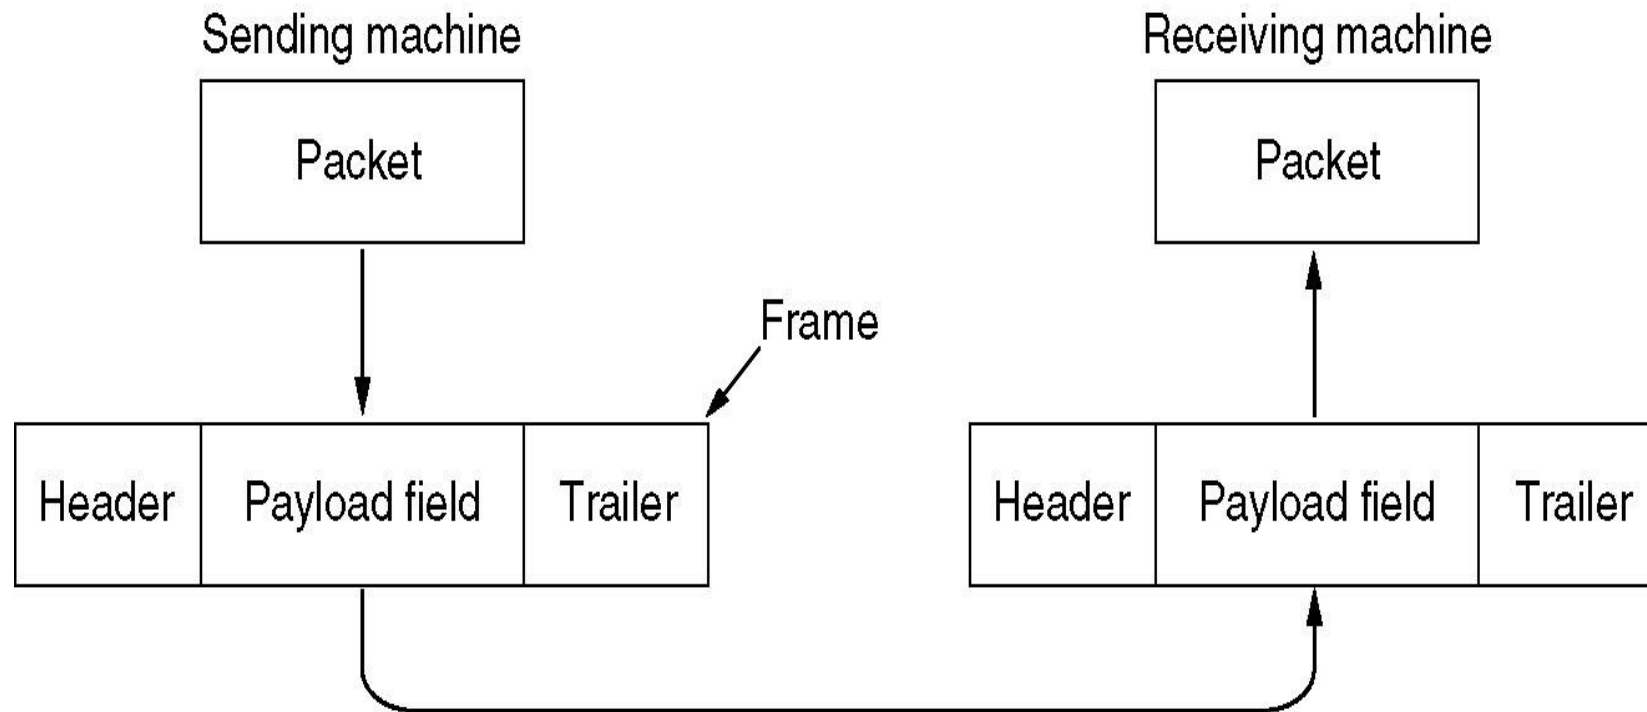 Sending machine
Receiving machine
Packet
Packet
Frame
Header
Payload field
Trailer
Header
Payload field
Trailer